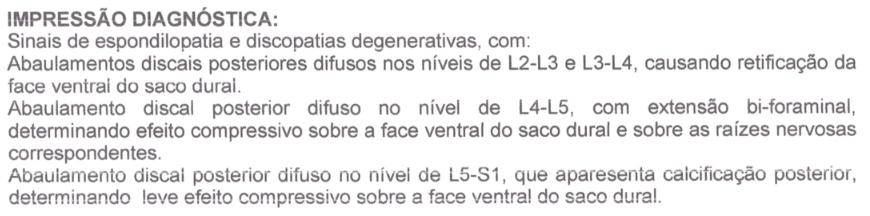 IMPRESSÃO DIAGNÓSTICA:
Sinais de espondilopatia e discopatias degenerativas, com:
Abaulamentos discais posteriores difusos nos níveis de L2-L3 e L3-L4, causando retificação da
face ventral do saco dural.
Abaulamento discal posterior difuso no nível de L4-L5, com extensão bi-foraminal,
determinando efeito compressivo sobre a face ventral do saco dural e sobre as raízes nervosas
correspondentes.
Abaulamento discal posterior difuso no nível de L5-S1, que aparesenta calcificação posterior,
determinando leve efeito compressivo sobre a face ventral do saco dural.